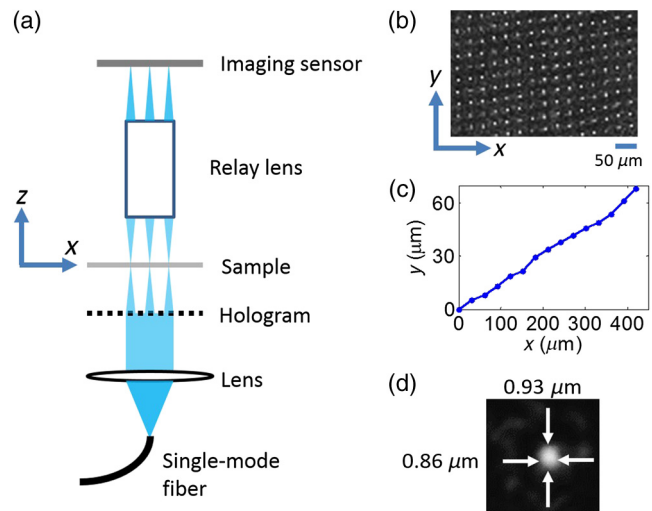 (a)
Imaging sensor
Relay lens
z
x
Sample
Hologram
Lens
Single-mode
fiber
(b)
y
x
50 μm
(c)
60
30
0
y (μm)
0 100 200 300 400
x (μm)
(d)
0.93 μm
0.86 μm